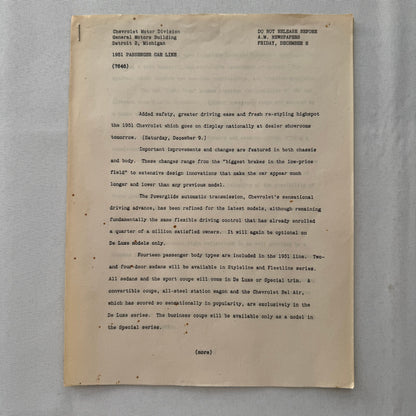 Chevrolet Motor Division
General Motors Building
Detroit 2, Michigan
DO NOT RELEASE BEFORE
A.M. NEWSPAPERS
FRIDAY, DECEMBER 8
1951 PASSENGER CAR LINE
(7645)
Added safety, greater driving ease and fresh re-styling highspot
the 1951 Chevrolet which goes on display nationally at dealer showrooms
tomorrow. (Saturday, December 9.)
Important improvements and changes are featured in both chassis
and body. These changes range from the "biggest brakes in the low-price
field" to extensive design innovations that make the car appear much
longer and lower than any previous model.
The Powerglide automatic transmission, Chevrolet's sensational
driving advance, has been refined for the latest models, although remaining
fundamentally the same flexible driving control that has already enrolled
a quarter of a million satisfied owners. It will again be optional on
De Luxe models only.
Fourteen passenger body types are included in the 1951 line. Two-
and four-door sedans will be available in Styleline and Fleetline series.
All sedans and the sport coupe will come in De Luxe or Special trim. A
convertible coupe, all-steel station wagon and the Chevrolet Bel-Air,
which has scored so sensationally in popularity, are exclusively in the
De Luxe series. The business coupe will be available only as a model in
the Special series.
(more)